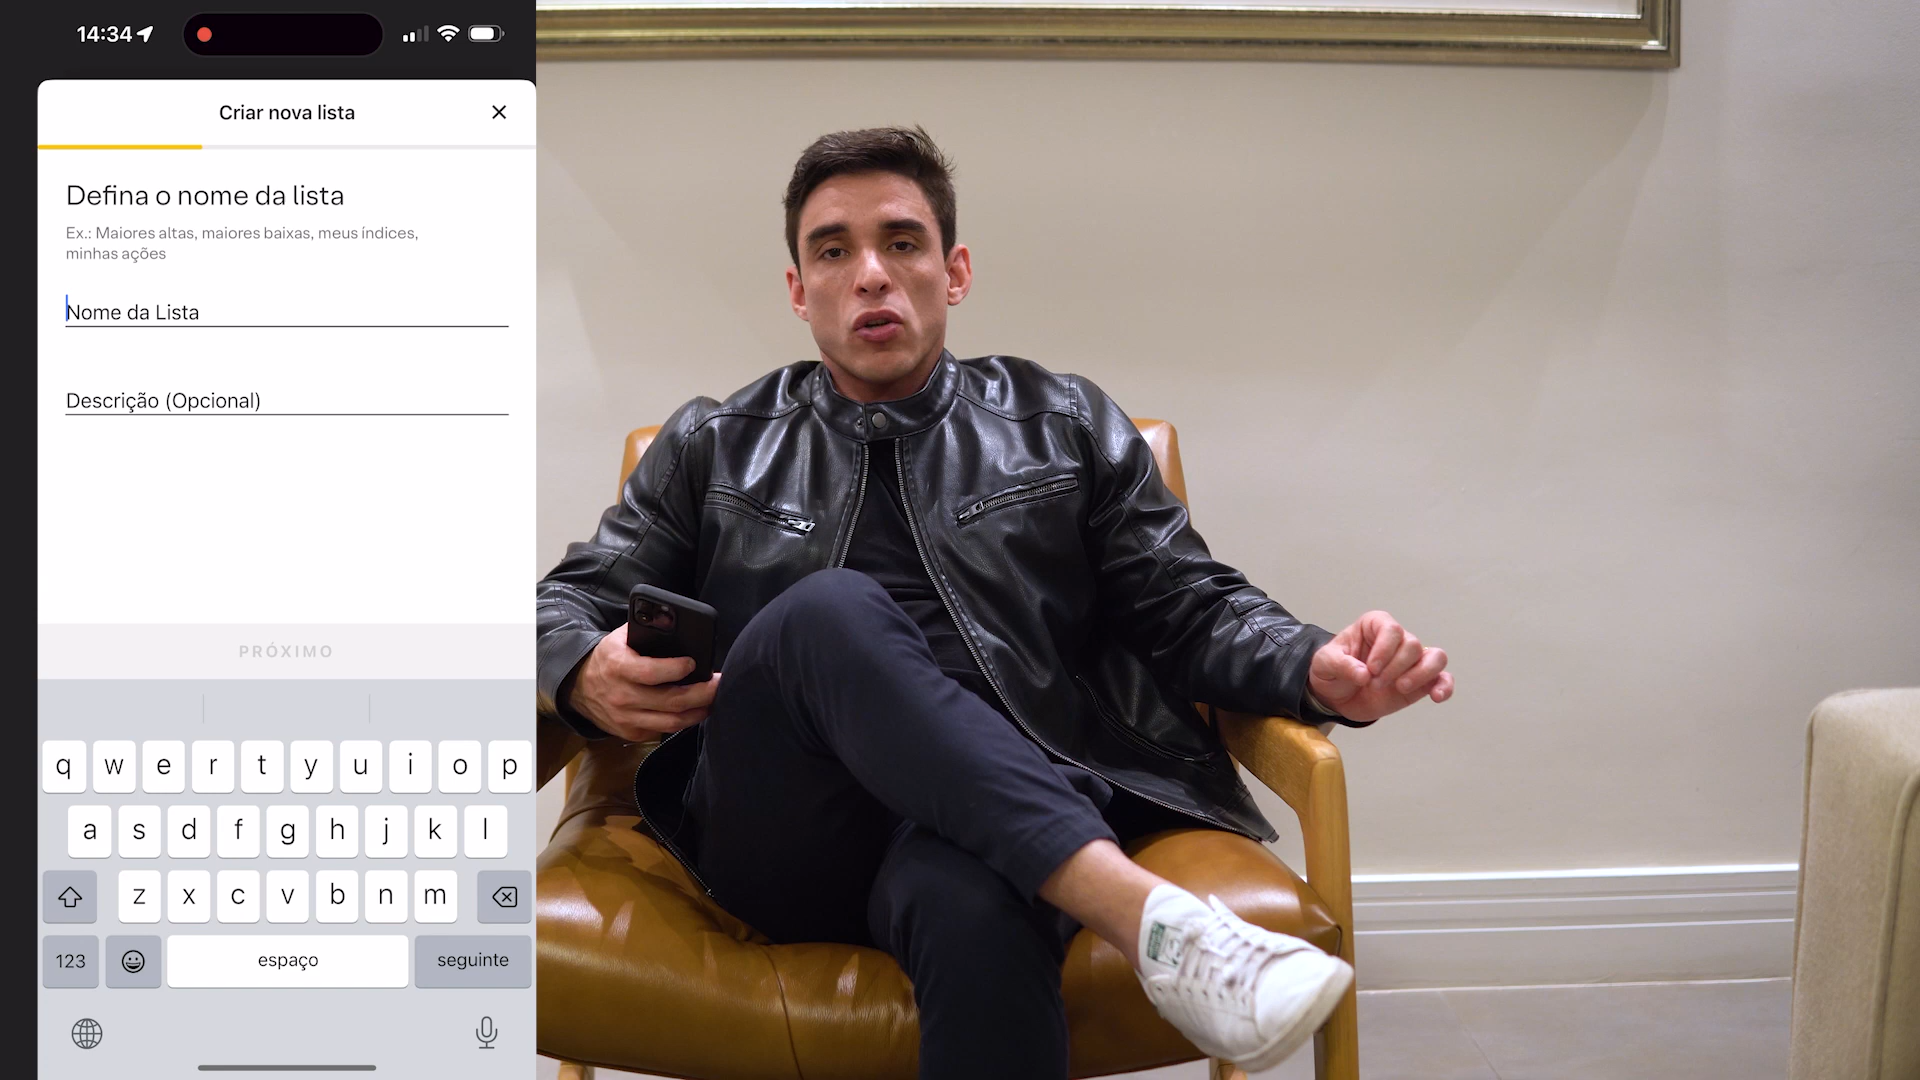 14:34
Criar nova lista
Defina o nome da lista
Ex.: Maiores altas, maiores baixas, meus índices,
minhas ações
Nome da Lista
Descrição (Opcional)
PRÓXIMO
q w e r t y u i o p
a s d f g h j k l
z x c v b n m
123 espaço seguinte